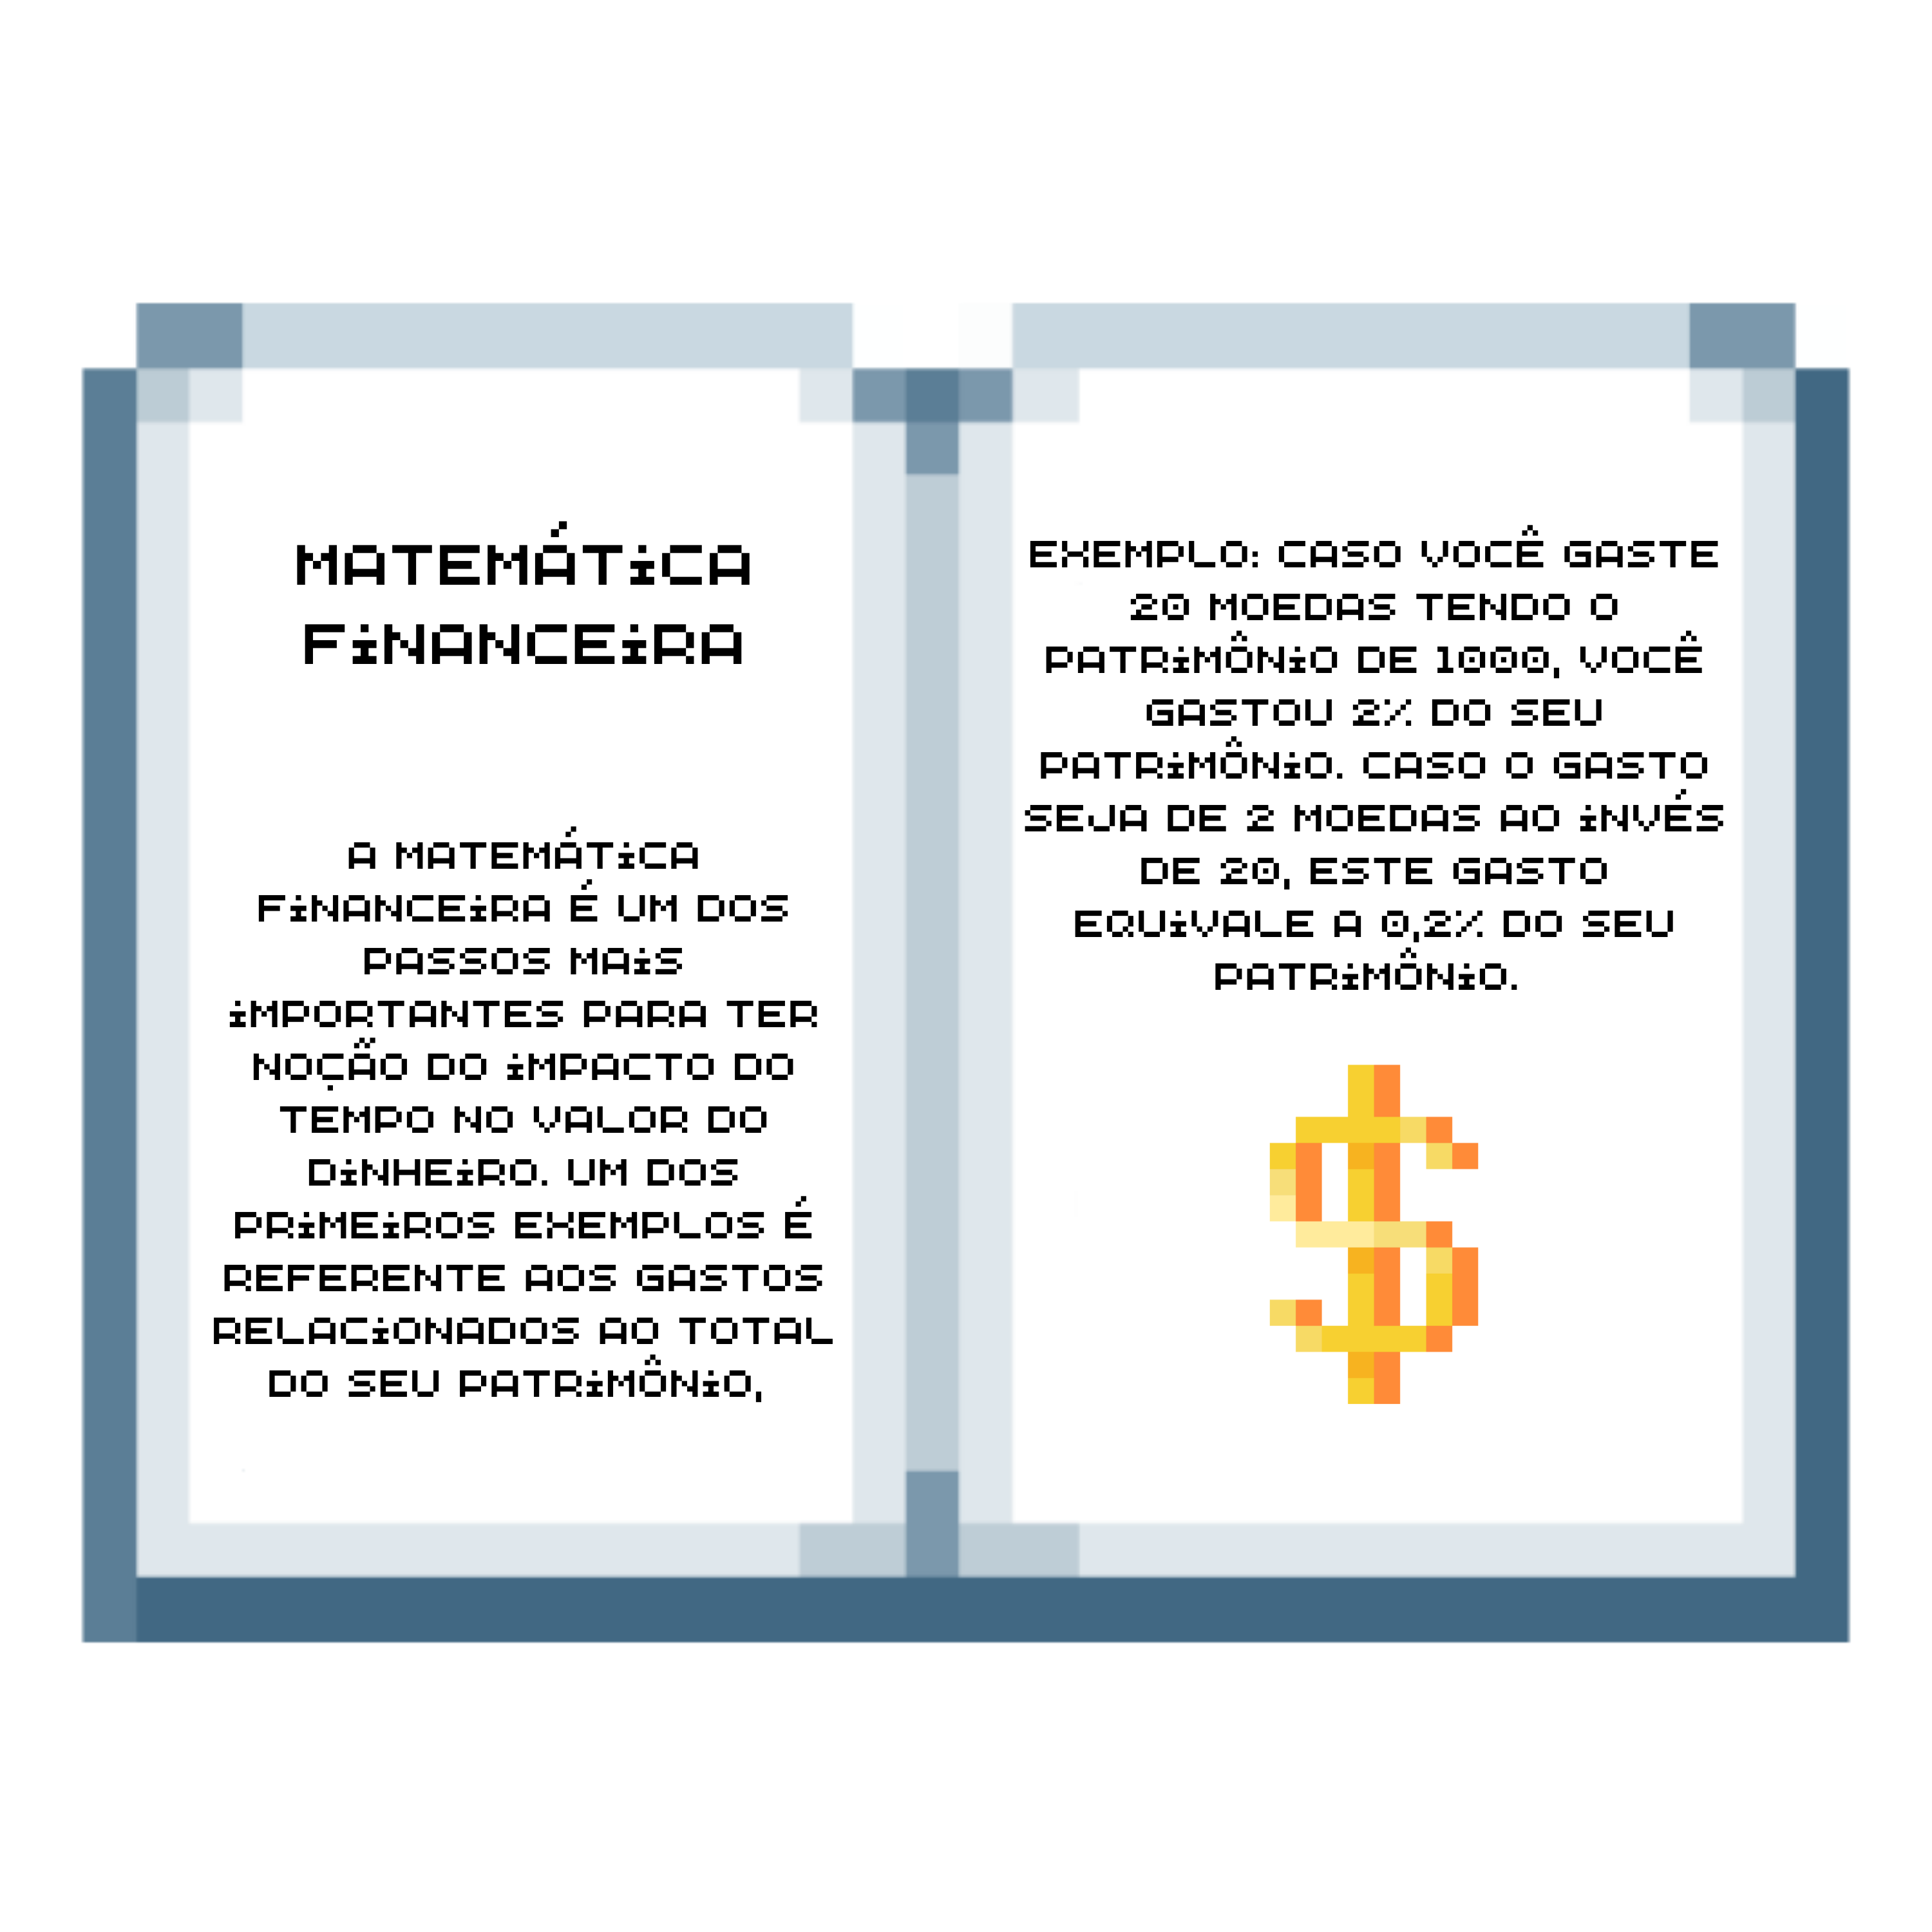 MATEMÁTICA
FINANCEIRA
A MATEMÁTICA
FINANCEIRA É UM DOS
PASSOS MAIS
IMPORTANTES PARA TER
NOÇÃO DO IMPACTO DO
TEMPO NO VALOR DO
DINHEIRO. UM DOS
PRIMEIROS EXEMPLOS É
REFERENTE AOS GASTOS
RELACIONADOS AO TOTAL
DO SEU PATRIMÔNIO,
EXEMPLO: CASO VOCÊ GASTE
20 MOEDAS TENDO O
PATRIMÔNIO DE 1000, VOCÊ
GASTOU 2% DO SEU
PATRIMÔNIO. CASO O GASTO
SEJA DE 2 MOEDAS AO INVÉS
DE 20, ESTE GASTO
EQUIVALE A 0,2% DO SEU
PATRIMÔNIO.
$